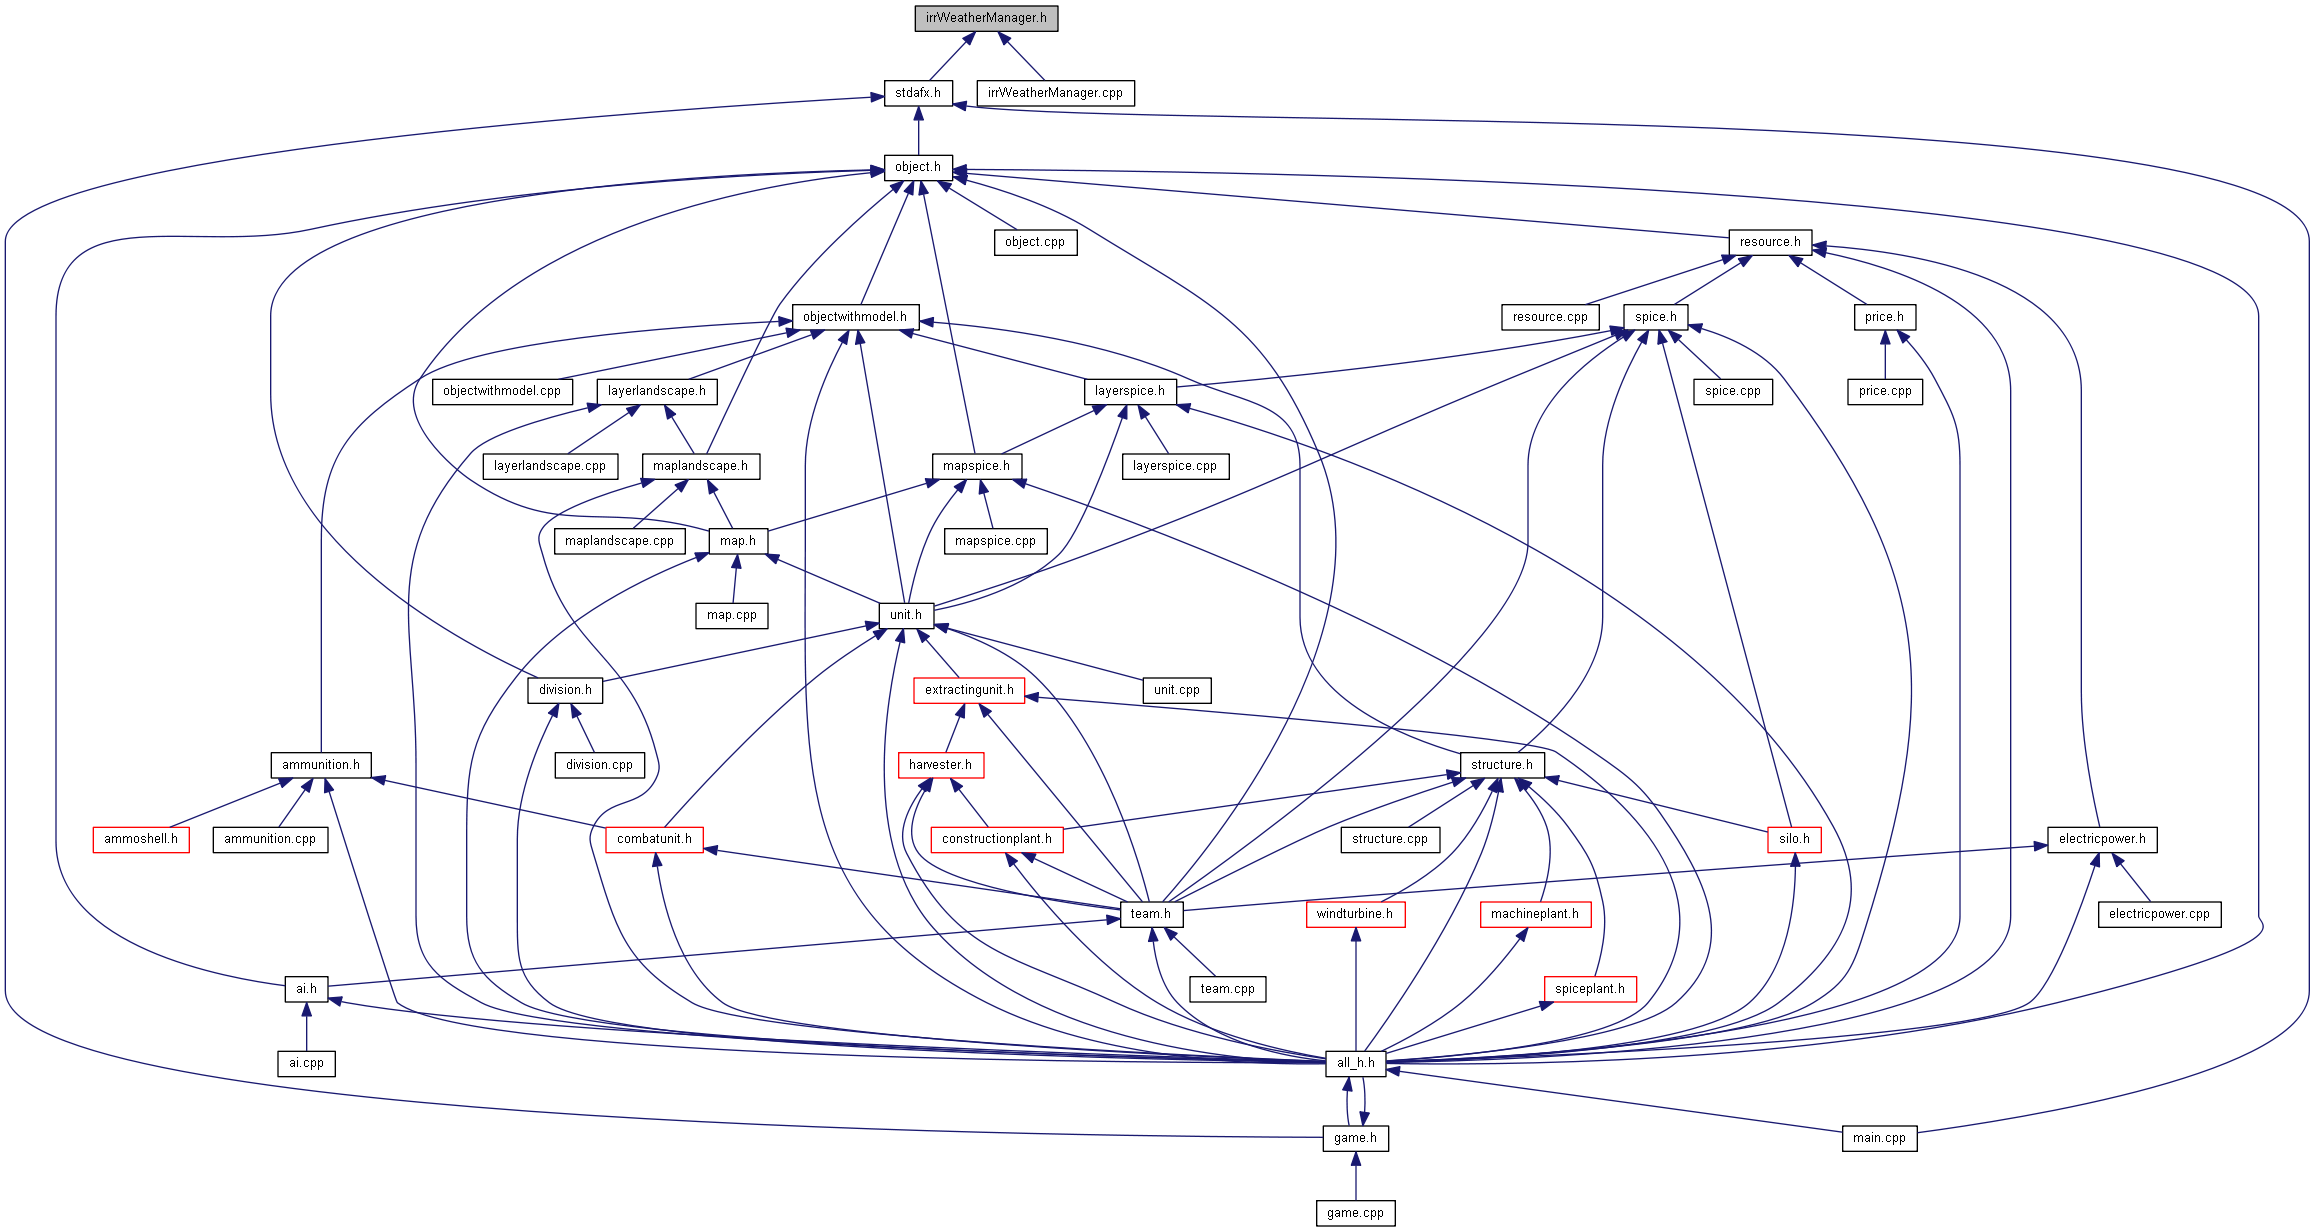 irrWeatherManager.h
stdafx.h
irrWeatherManager.cpp
object.h
object.cpp
resource.h
objectwithmodel.h
resource.cpp
spice.h
price.h
objectwithmodel.cpp
layerlandscape.h
layerspice.h
spice.cpp
price.cpp
layerlandscape.cpp
maplandscape.h
mapspice.h
layerspice.cpp
maplandscape.cpp
map.h
mapspice.cpp
map.cpp
unit.h
division.h
extractingunit.h
unit.cpp
ammunition.h
division.cpp
harvester.h
structure.h
ammoshell.h
ammunition.cpp
combatunit.h
constructionplant.h
structure.cpp
silo.h
electricpower.h
team.h
windturbine.h
machineplant.h
electricpower.cpp
ai.h
team.cpp
spiceplant.h
ai.cpp
all_h.h
game.h
main.cpp
game.cpp